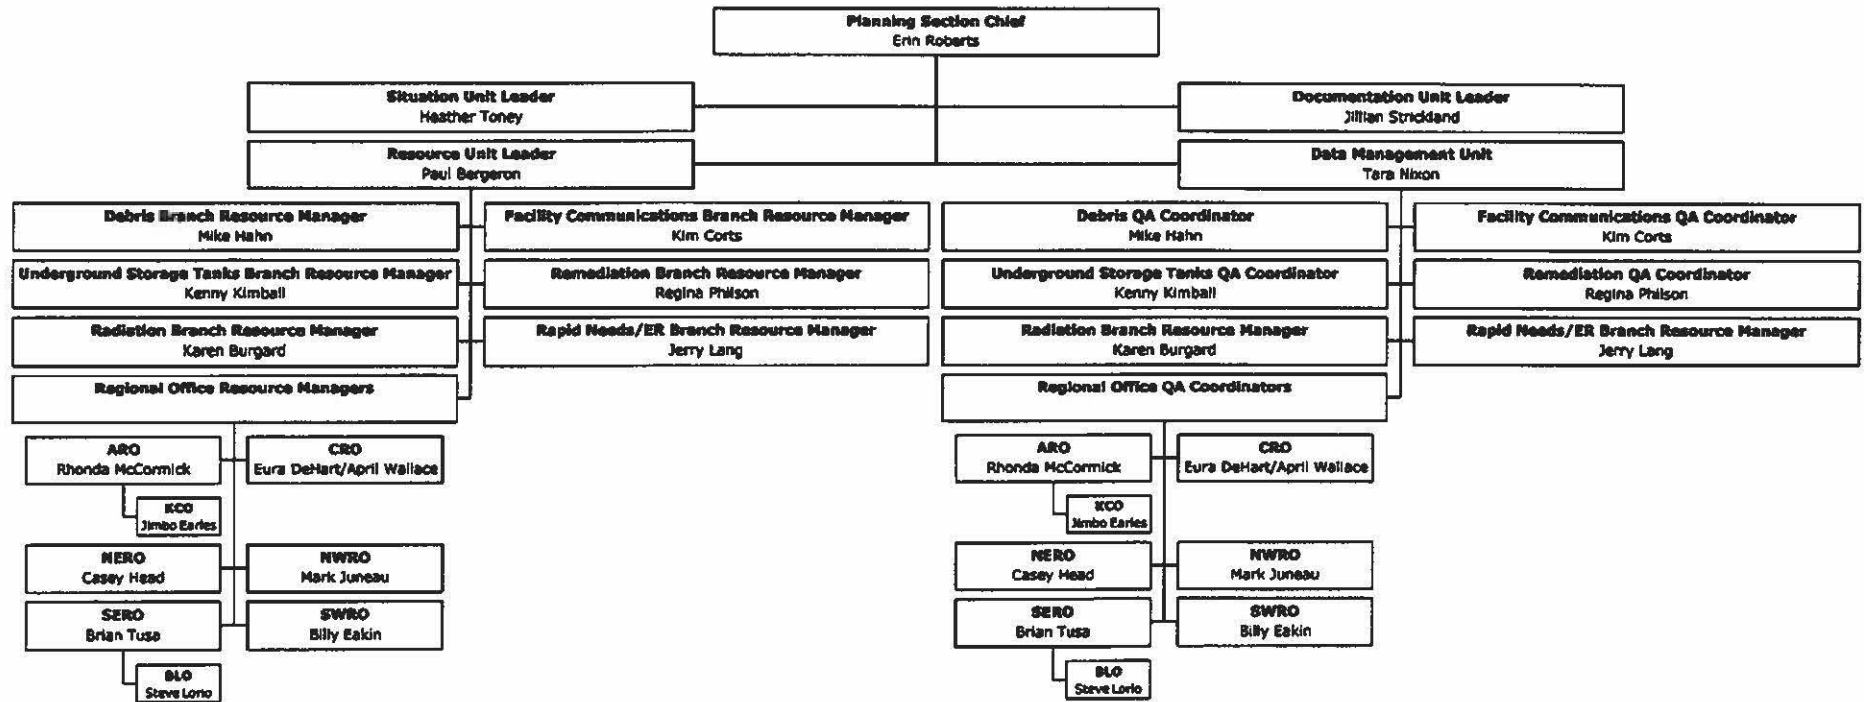 Planning Section Chief
Erin Roberts
Situation Unit Leader
Heather Toney
Documentation Unit Leader
Jillian Strickland
Resource Unit Leader
Paul Bergeron
Data Management Unit
Tara Nixon
Debris Branch Resource Manager
Mike Hahn
Facility Communications Branch Resource Manager
Kim Corts
Underground Storage Tanks Branch Resource Manager
Kenny Kimball
Remediation Branch Resource Manager
Regina Philson
Radiation Branch Resource Manager
Karen Burgard
Rapid Needs/ER Branch Resource Manager
Jerry Lang
Regional Office Resource Managers
ARO
Rhonda McCormick
CRO
Eura DeHart/April Wallace
KCO
Jimbo Earles
NERO
Casey Head
NWRO
Mark Juneau
SERO
Brian Tusa
SWRO
Billy Eakin
BLO
Steve Lorio
Debris QA Coordinator
Mike Hahn
Facility Communications QA Coordinator
Kim Corts
Underground Storage Tanks QA Coordinator
Kenny Kimball
Remediation QA Coordinator
Regina Philson
Radiation Branch Resource Manager
Karen Burgard
Rapid Needs/ER Branch Resource Manager
Jerry Lang
Regional Office QA Coordinators
ARO
Rhonda McCormick
CRO
Eura DeHart/April Wallace
KCO
Jimbo Earles
NERO
Casey Head
NWRO
Mark Juneau
SERO
Brian Tusa
SWRO
Billy Eakin
BLO
Steve Lorio